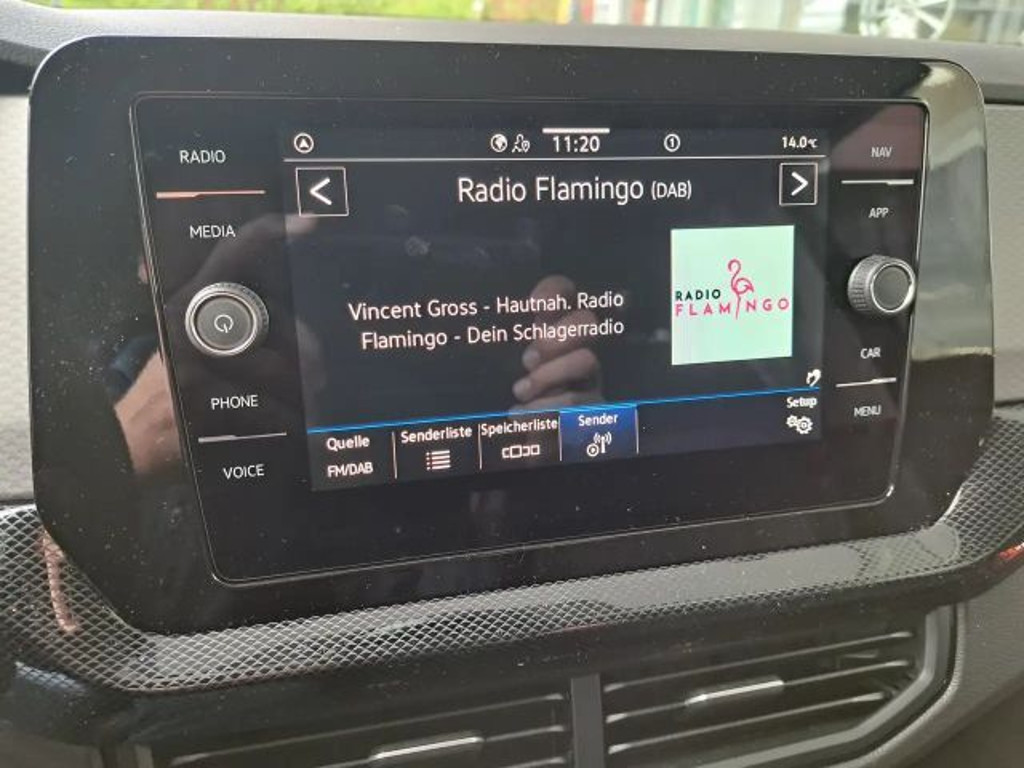 RADIO
MEDIA
PHONE
VOICE
11:20
1
14.0°C
<
Radio Flamingo (DAB)
>
Vincent Gross - Hautnah. Radio
Flamingo - Dein Schlagerradio
RADIO
FLAMINGO
Quelle
FM/DAB
Senderliste
Speicherliste
Sender
Setup
NAV
APP
CAR
MENU